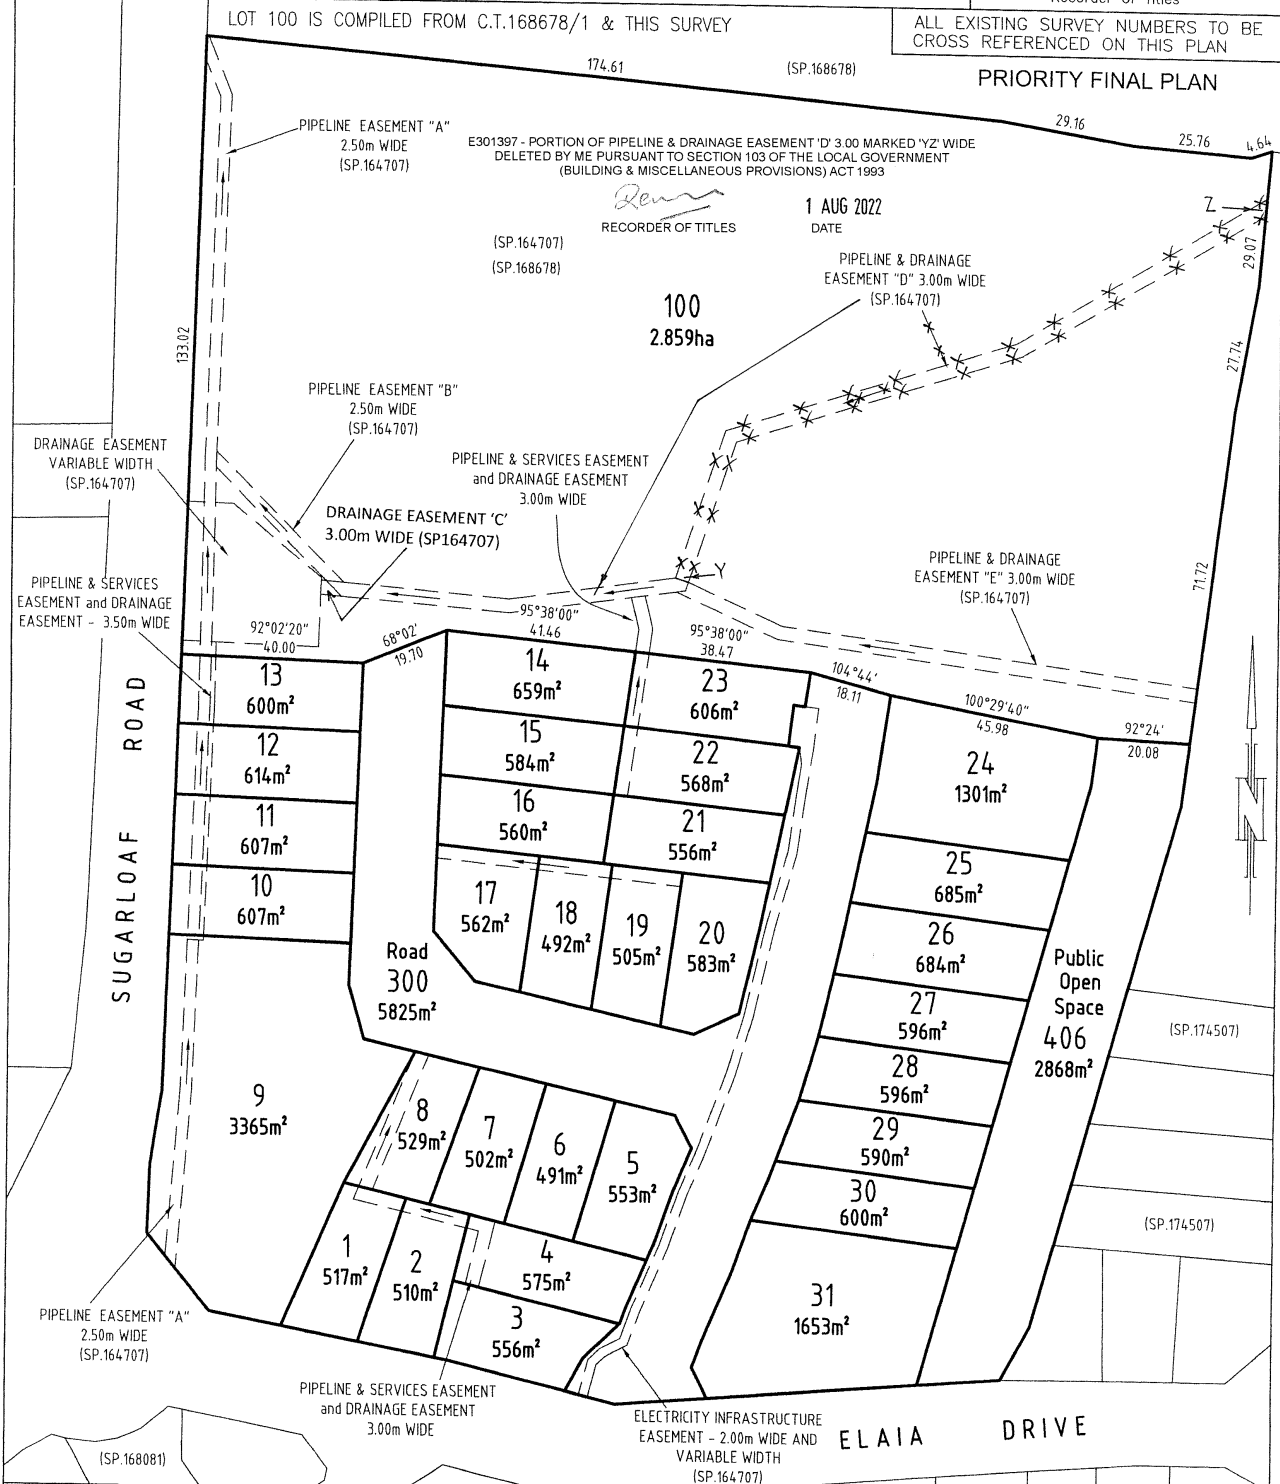 Recorder of Titles
LOT 100 IS COMPILED FROM C.T.168678/1 & THIS SURVEY
ALL EXISTING SURVEY NUMBERS TO BE
CROSS REFERENCED ON THIS PLAN
PRIORITY FINAL PLAN
174.61
(SP.168678)
29.16
25.76
4.64
PIPELINE EASEMENT "A"
2.50m WIDE
(SP.164707)
E301397 - PORTION OF PIPELINE & DRAINAGE EASEMENT 'D' 3.00 MARKED 'YZ' WIDE
DELETED BY ME PURSUANT TO SECTION 103 OF THE LOCAL GOVERNMENT
(BUILDING & MISCELLANEOUS PROVISIONS) ACT 1993
RECORDER OF TITLES
1 AUG 2022
DATE
Z
29.07
(SP.164707)
(SP.168678)
PIPELINE & DRAINAGE
EASEMENT "D" 3.00m WIDE
(SP.164707)
100
2.859ha
133.02
27.74
PIPELINE EASEMENT "B"
2.50m WIDE
(SP.164707)
DRAINAGE EASEMENT
VARIABLE WIDTH
(SP.164707)
PIPELINE & SERVICES EASEMENT
and DRAINAGE EASEMENT
3.00m WIDE
DRAINAGE EASEMENT 'C'
3.00m WIDE (SP164707)
Y
PIPELINE & DRAINAGE
EASEMENT "E" 3.00m WIDE
(SP.164707)
71.72
PIPELINE & SERVICES
EASEMENT and DRAINAGE
EASEMENT - 3.50m WIDE
92°02'20"
40.00
68°02'
19.70
95°38'00"
41.46
95°38'00"
38.47
104°44'
18.11
100°29'40"
45.98
92°24'
20.08
13
600m²
14
659m²
23
606m²
12
614m²
15
584m²
22
568m²
24
1301m²
11
607m²
16
560m²
21
556m²
25
685m²
10
607m²
17
562m²
18
492m²
19
505m²
20
583m²
26
684m²
SUGARLOAF ROAD
Road
300
5825m²
Public
Open
Space
406
2868m²
27
596m²
(SP.174507)
28
596m²
9
3365m²
8
529m²
7
502m²
6
491m²
5
553m²
29
590m²
30
600m²
(SP.174507)
1
517m²
2
510m²
4
575m²
3
556m²
31
1653m²
PIPELINE EASEMENT "A"
2.50m WIDE
(SP.164707)
PIPELINE & SERVICES EASEMENT
and DRAINAGE EASEMENT
3.00m WIDE
ELECTRICITY INFRASTRUCTURE
EASEMENT - 2.00m WIDE AND
VARIABLE WIDTH
(SP.164707)
ELAIA DRIVE
(SP.168081)
N